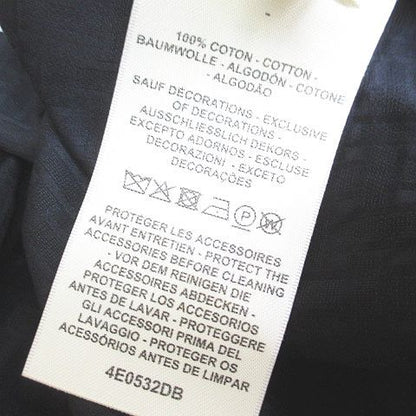 100% COTON - COTTON -
BAUMWOLLE - ALGODÓN - COTONE
- ALGODÃO
SAUF DÉCORATIONS - EXCLUSIVE
OF DECORATIONS -
AUSSCHLIESSLICH DEKORS -
EXCEPTO ADORNOS - ESCLUSE
DECORAZIONI - EXCETO
DECORAÇÕES
P
W
PROTÉGER LES ACCESSOIRES
AVANT ENTRETIEN - PROTECT THE
ACCESSORIES BEFORE CLEANING
- VOR DEM REINIGEN DIE
ACCESSOIRES ABDECKEN -
PROTEGER LOS ACCESORIOS
ANTES DE LAVAR - PROTEGGERE
GLI ACCESSORI PRIMA DEL
LAVAGGIO - PROTEGER OS
ACESSÓRIOS ANTES DE LIMPAR
4E0532DB